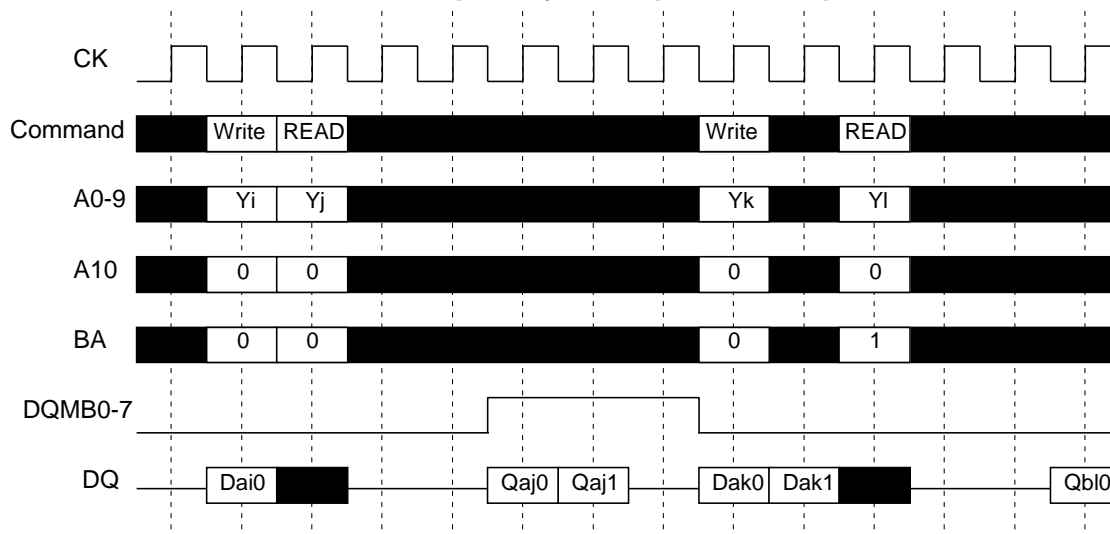 CK
Command Write READ Write READ
A0-9 Yi Yj Yk Yl
A10 0 0 0 0
BA 0 0 0 1
DQMB0-7
DQ Dai0 Qaj0 Qaj1 Dak0 Dak1 Qbl0